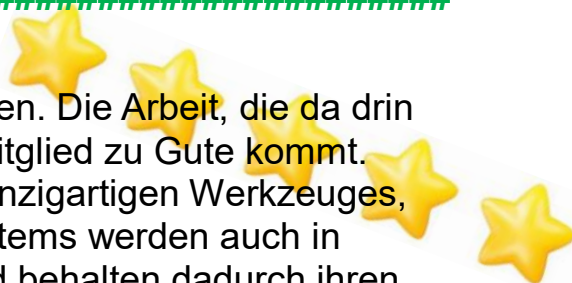 en. Die Arbeit, die da drin
itglied zu Gute kommt.
nzigartigen Werkzeuges,
tems werden auch in
d behalten dadurch ihren